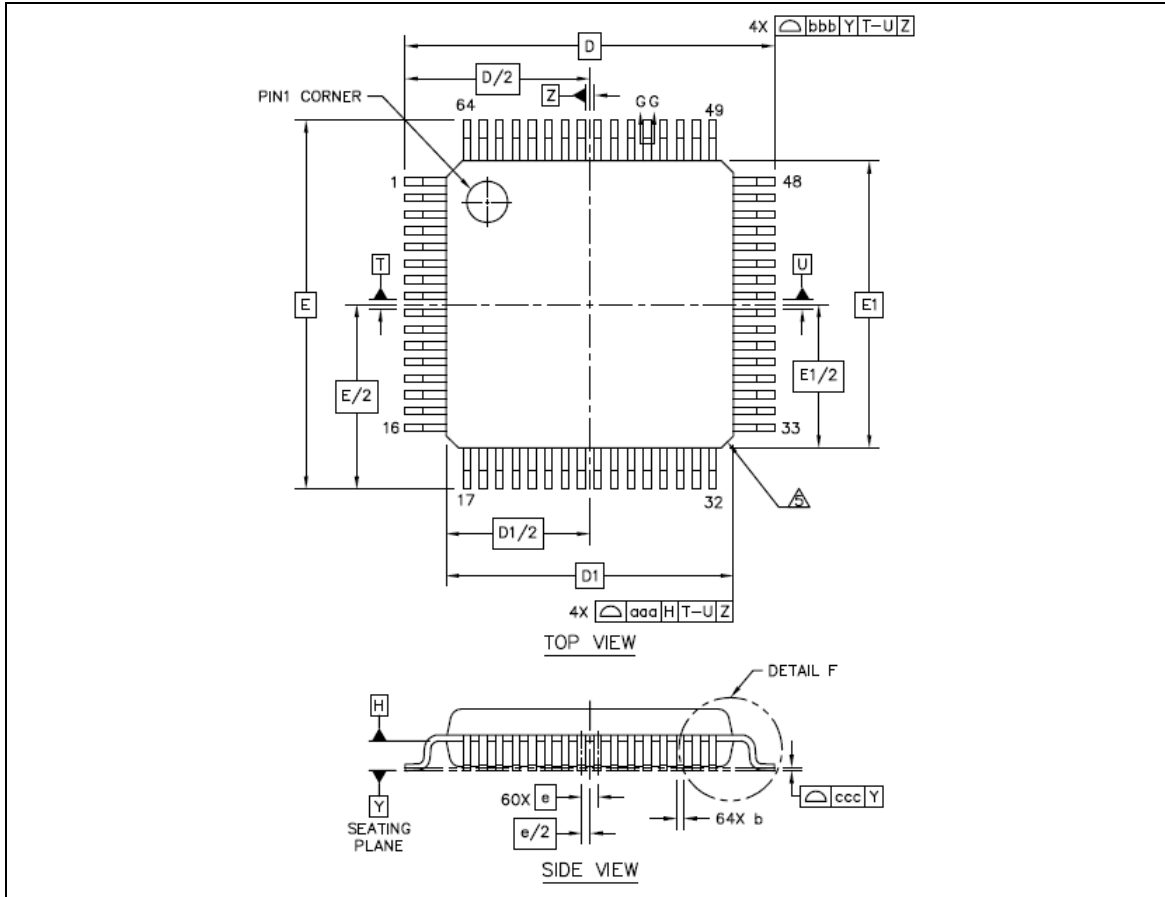 4X ⌓ bbb Y T-U Z
D
D/2
Z
PIN1 CORNER
64
G G
49
1
48
T
U
E
E1
E/2
E1/2
16
33
17
32
5
D1/2
D1
4X ⌓ aaa H T-U Z
TOP VIEW
DETAIL F
H
Y
SEATING
PLANE
60X e
e/2
64X b
⌓ ccc Y
SIDE VIEW